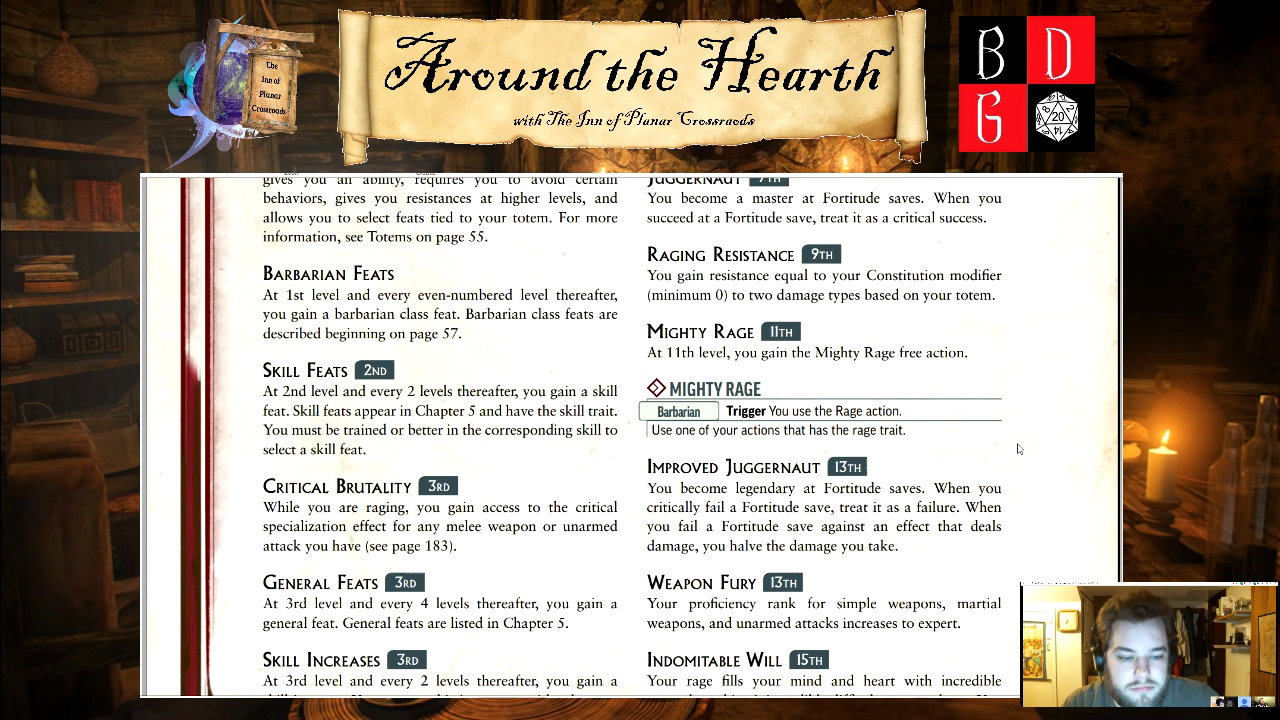 The
Inn of
Planar
Crossroads
Around the Hearth
with The Inn of Planar Crossraods
B D
G 20
gives you an ability, requires you to avoid certain
behaviors, gives you resistances at higher levels, and
allows you to select feats tied to your totem. For more
information, see Totems on page 55.
BARBARIAN FEATS
At 1st level and every even-numbered level thereafter,
you gain a barbarian class feat. Barbarian class feats are
described beginning on page 57.
SKILL FEATS 2ND
At 2nd level and every 2 levels thereafter, you gain a skill
feat. Skill feats appear in Chapter 5 and have the skill trait.
You must be trained or better in the corresponding skill to
select a skill feat.
CRITICAL BRUTALITY 3RD
While you are raging, you gain access to the critical
specialization effect for any melee weapon or unarmed
attack you have (see page 183).
GENERAL FEATS 3RD
At 3rd level and every 4 levels thereafter, you gain a
general feat. General feats are listed in Chapter 5.
SKILL INCREASES 3RD
At 3rd level and every 2 levels thereafter, you gain a
JUGGERNAUT 7TH
You become a master at Fortitude saves. When you
succeed at a Fortitude save, treat it as a critical success.
RAGING RESISTANCE 9TH
You gain resistance equal to your Constitution modifier
(minimum 0) to two damage types based on your totem.
MIGHTY RAGE 11TH
At 11th level, you gain the Mighty Rage free action.
MIGHTY RAGE
Barbarian Trigger You use the Rage action.
Use one of your actions that has the rage trait.
IMPROVED JUGGERNAUT 13TH
You become legendary at Fortitude saves. When you
critically fail a Fortitude save, treat it as a failure. When
you fail a Fortitude save against an effect that deals
damage, you halve the damage you take.
WEAPON FURY 13TH
Your proficiency rank for simple weapons, martial
weapons, and unarmed attacks increases to expert.
INDOMITABLE WILL 15TH
Your rage fills your mind and heart with incredible